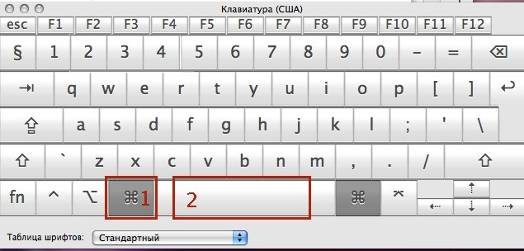 Клавиатура (США)
esc F1 F2 F3 F4 F5 F6 F7 F8 F9 F10 F11 F12
§ 1 2 3 4 5 6 7 8 9 0 - = ⌫
⇥ q w e r t y u i o p [ ] ↩
⇪ a s d f g h j k l ; ' \
⇧ ` z x c v b n m , . / ⇧
fn ^ ⌥ ⌘ 1 2 ⌘ ⌤ ⇠ ⇡ ⇣ ⇢
Таблица шрифтов: Стандартный